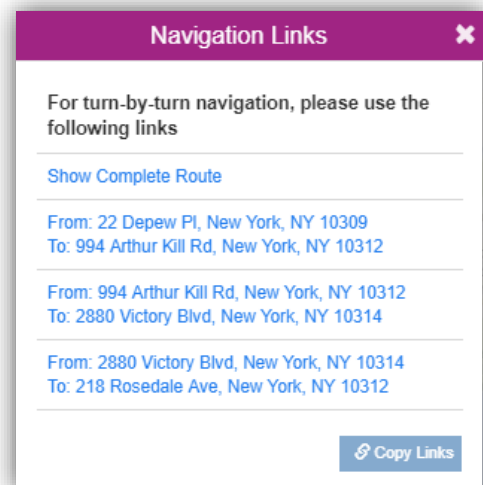 Navigation Links
For turn-by-turn navigation, please use the
following links
Show Complete Route
From: 22 Depew Pl, New York, NY 10309
To: 994 Arthur Kill Rd, New York, NY 10312
From: 994 Arthur Kill Rd, New York, NY 10312
To: 2880 Victory Blvd, New York, NY 10314
From: 2880 Victory Blvd, New York, NY 10314
To: 218 Rosedale Ave, New York, NY 10312
Copy Links